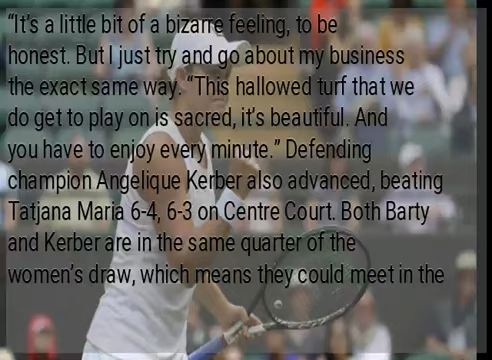 “It’s a little bit of a bizarre feeling, to be
honest. But I just try and go about my business
the exact same way. “This hallowed turf that we
do get to play on is sacred, it’s beautiful. And
you have to enjoy every minute.” Defending
champion Angelique Kerber also advanced, beating
Tatjana Maria 6-4, 6-3 on Centre Court. Both Barty
and Kerber are in the same quarter of the
women’s draw, which means they could meet in the